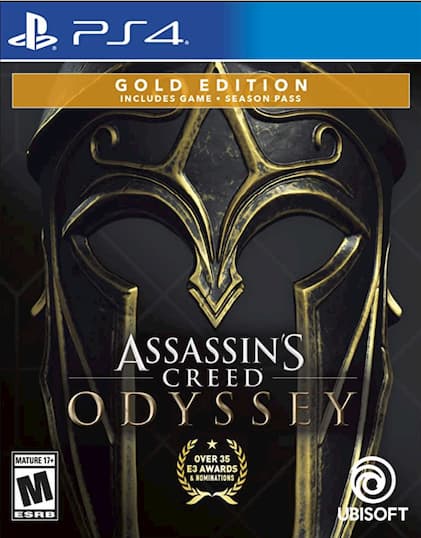 PS4
GOLD EDITION
INCLUDES GAME • SEASON PASS
ASSASSIN'S
CREED
ODYSSEY
OVER 35
E3 AWARDS
& NOMINATIONS
MATURE 17+
M
ESRB
UBISOFT